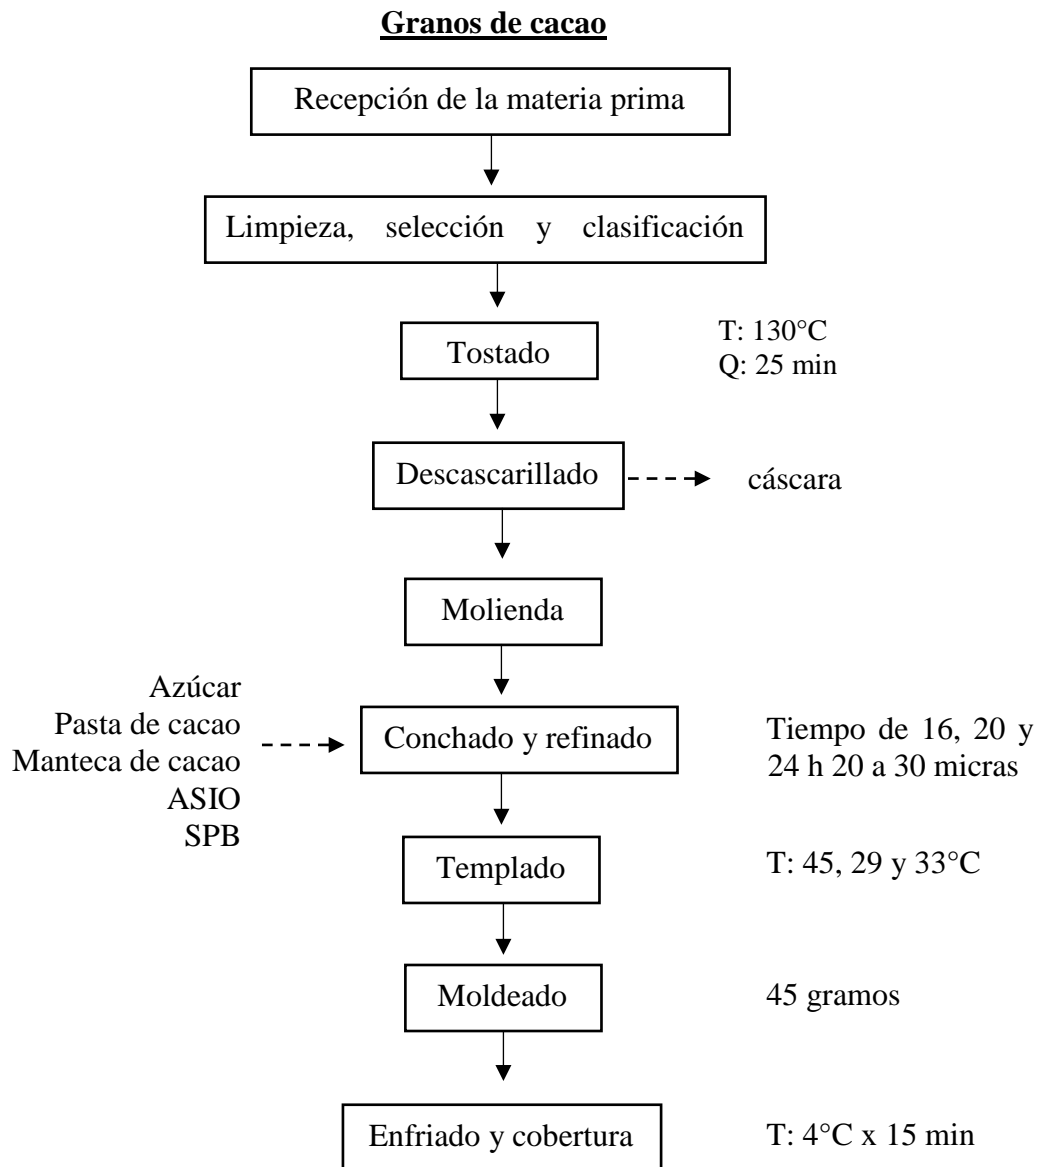 Granos de cacao
Recepción de la materia prima
Limpieza, selección y clasificación
Tostado
T: 130°C
Q: 25 min
Descascarillado
cáscara
Molienda
Azúcar
Pasta de cacao
Manteca de cacao
ASIO
SPB
Conchado y refinado
Tiempo de 16, 20 y
24 h 20 a 30 micras
Templado
T: 45, 29 y 33°C
Moldeado
45 gramos
Enfriado y cobertura
T: 4°C x 15 min